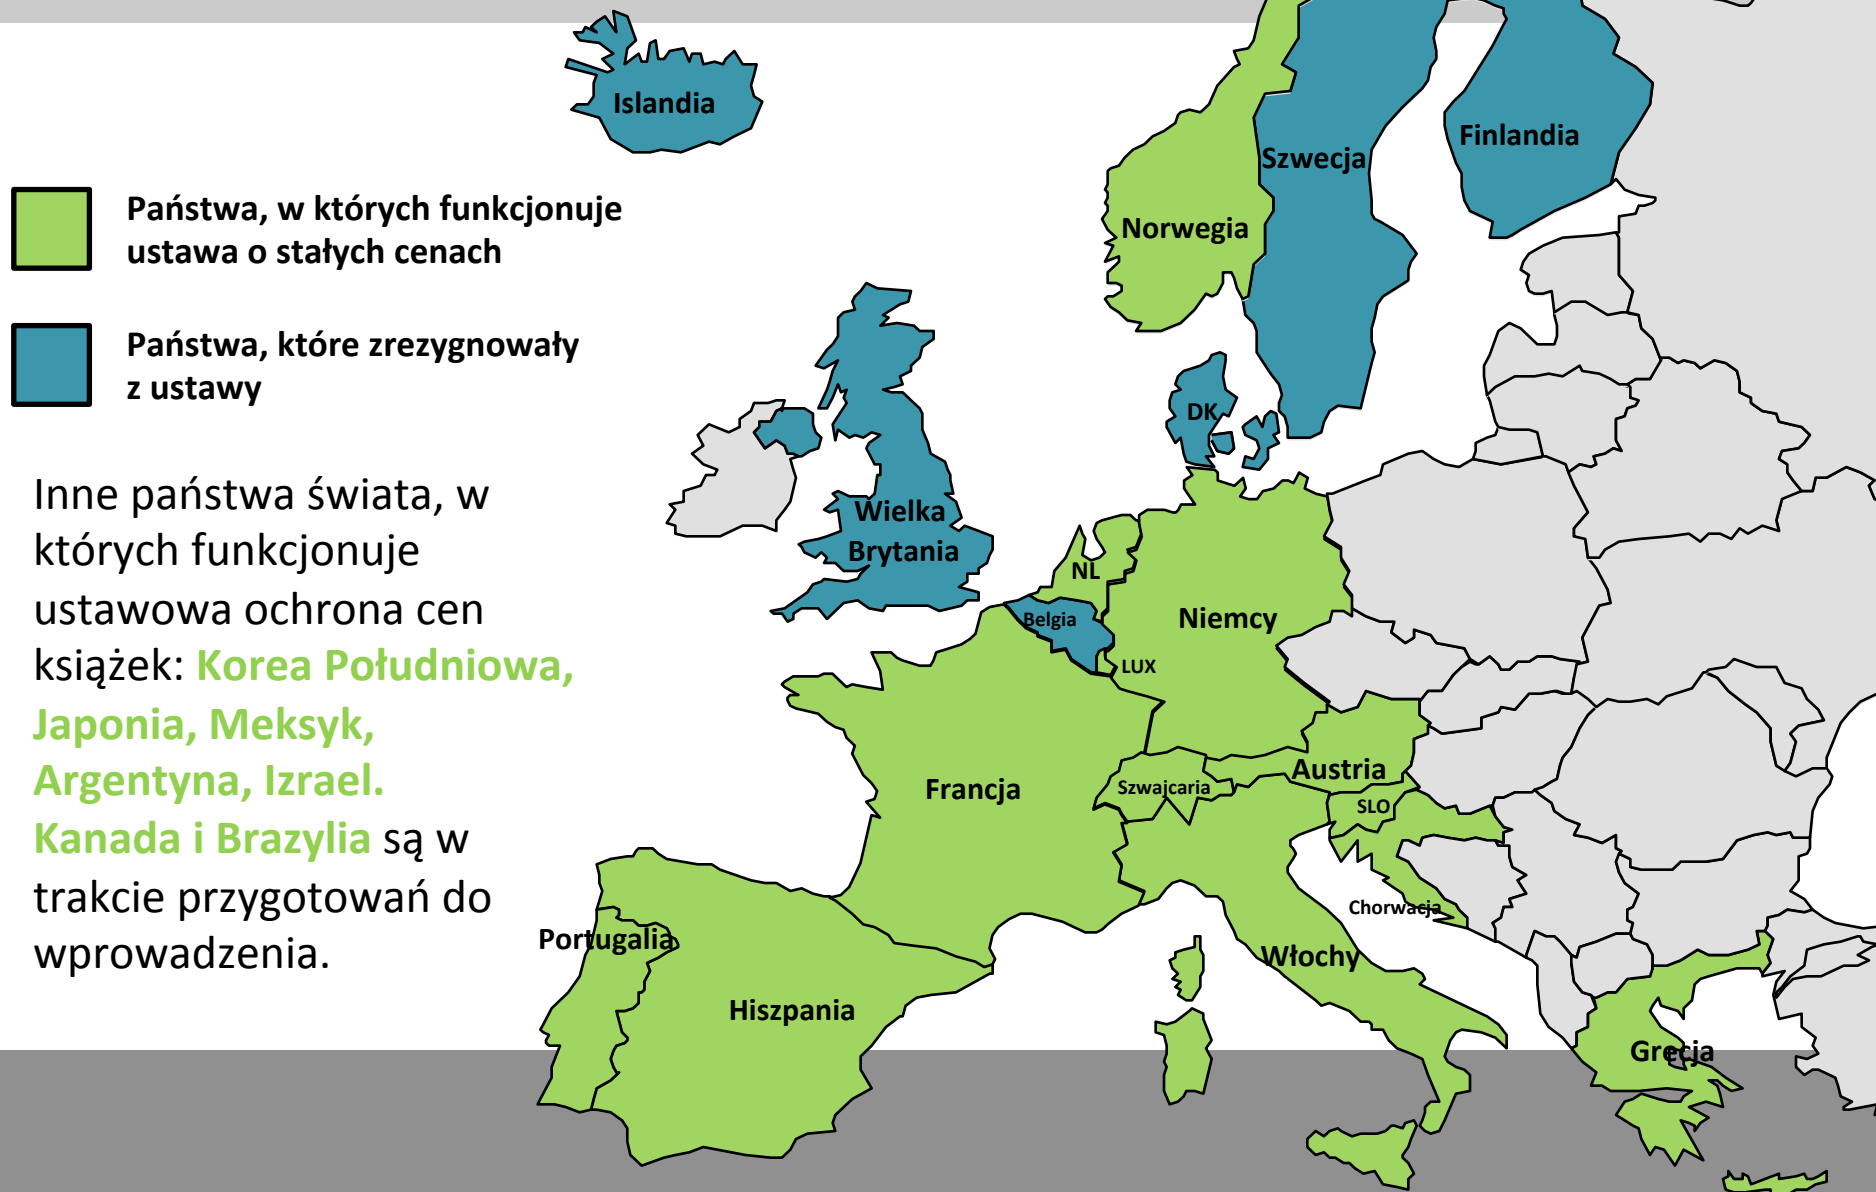 Państwa, w których funkcjonuje
ustawa o stałych cenach
Państwa, które zrezygnowały
z ustawy
Inne państwa świata, w
których funkcjonuje
ustawowa ochrona cen
książek: Korea Południowa,
Japonia, Meksyk,
Argentyna, Izrael.
Kanada i Brazylia są w
trakcie przygotowań do
wprowadzenia.
Islandia
Finlandia
Szwecja
Norwegia
DK
Wielka
Brytania
NL
Belgia
Niemcy
LUX
Austria
Szwajcaria
Francja
SLO
Chorwacja
Portugalia
Włochy
Hiszpania
Grecja